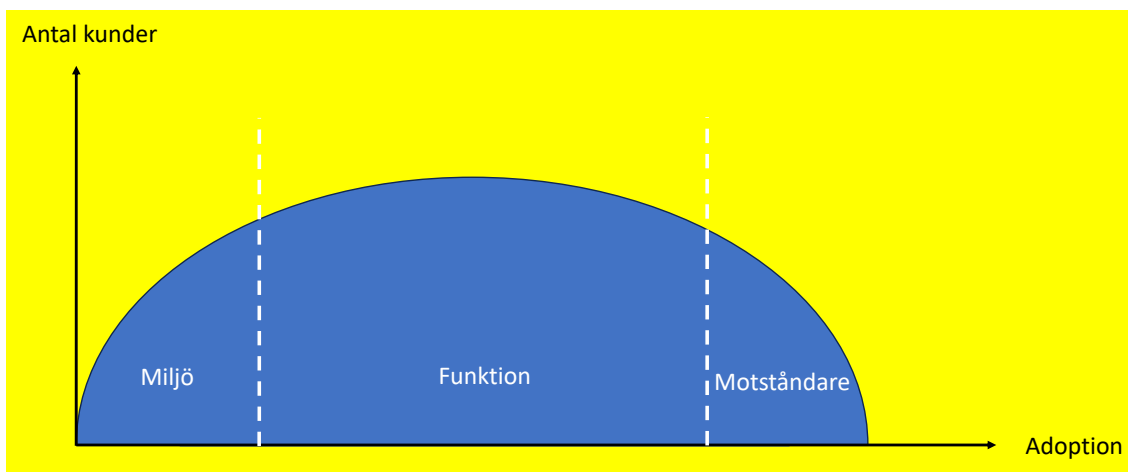 Antal kunder
Miljö
Funktion
Motståndare
Adoption